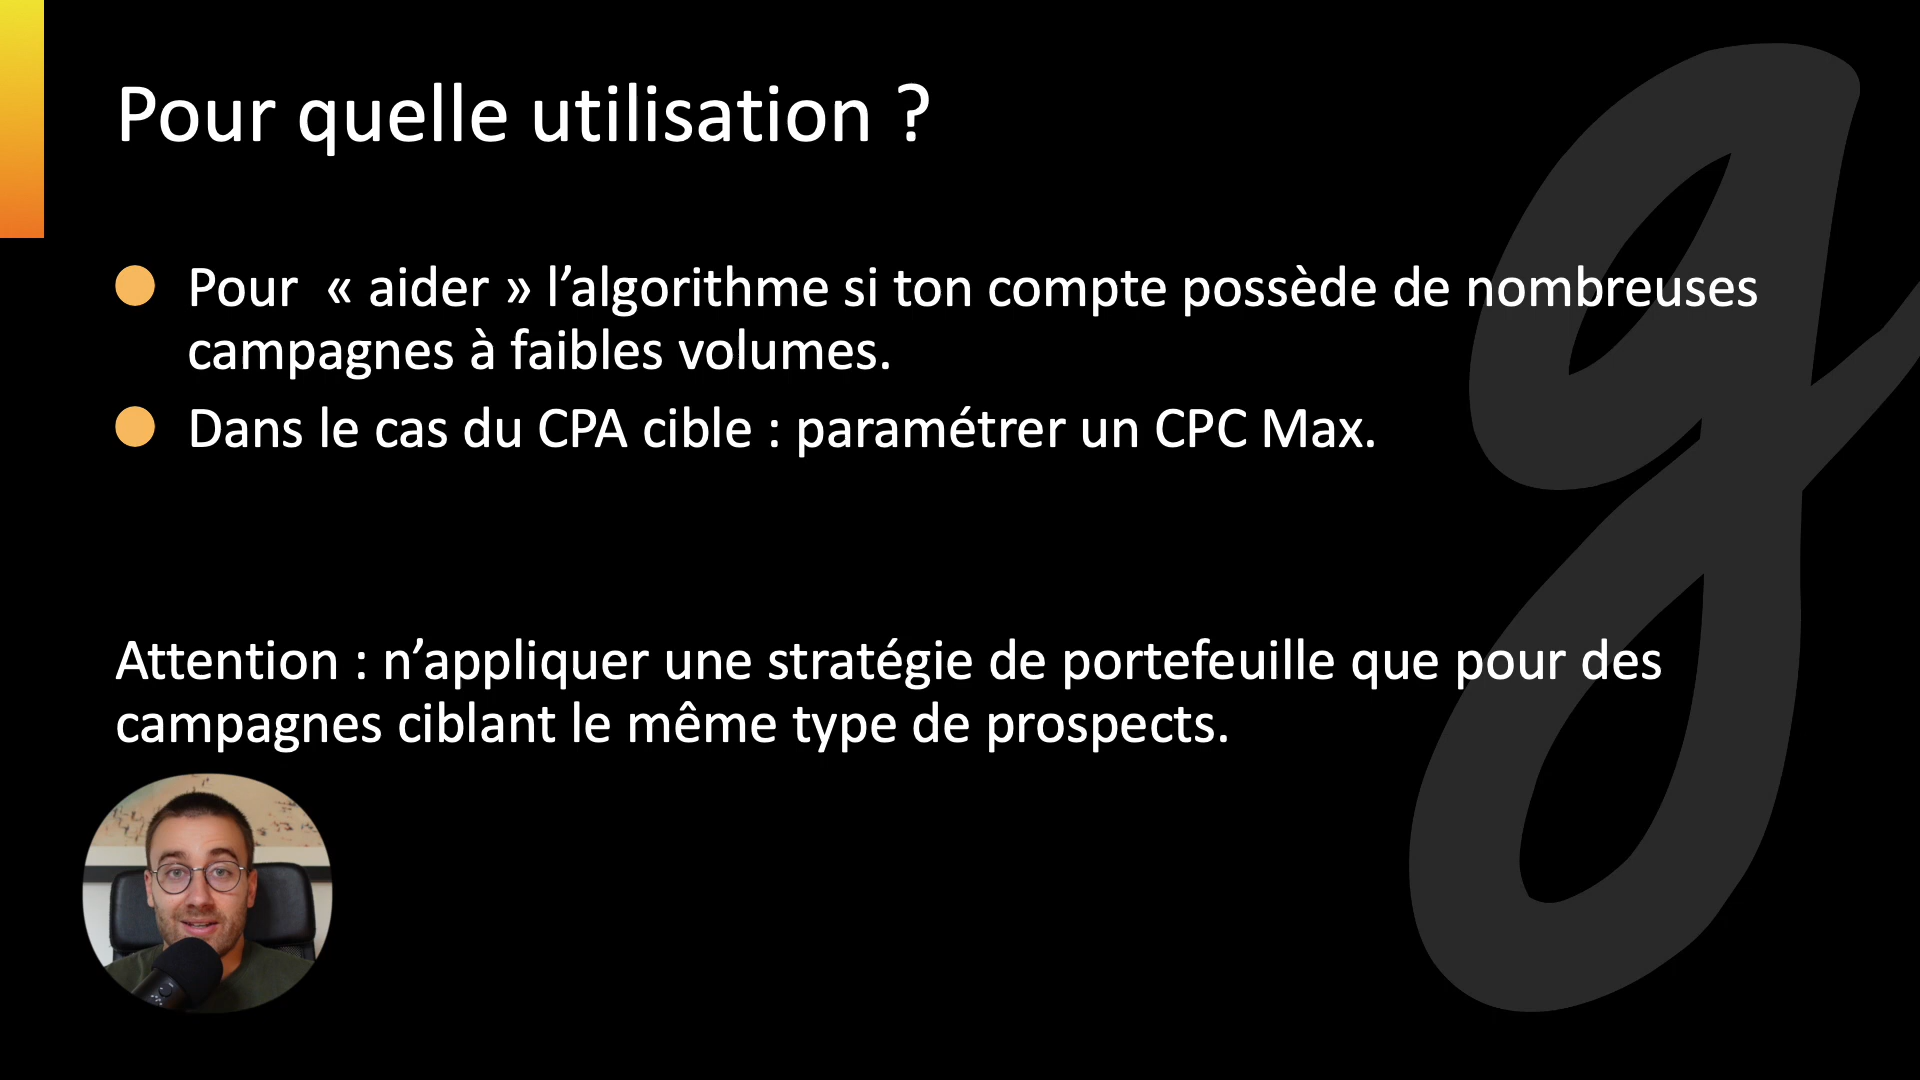 Pour quelle utilisation ?
Pour  « aider » l’algorithme si ton compte possède de nombreuses
campagnes à faibles volumes.
Dans le cas du CPA cible : paramétrer un CPC Max.
Attention : n’appliquer une stratégie de portefeuille que pour des
campagnes ciblant le même type de prospects.
g